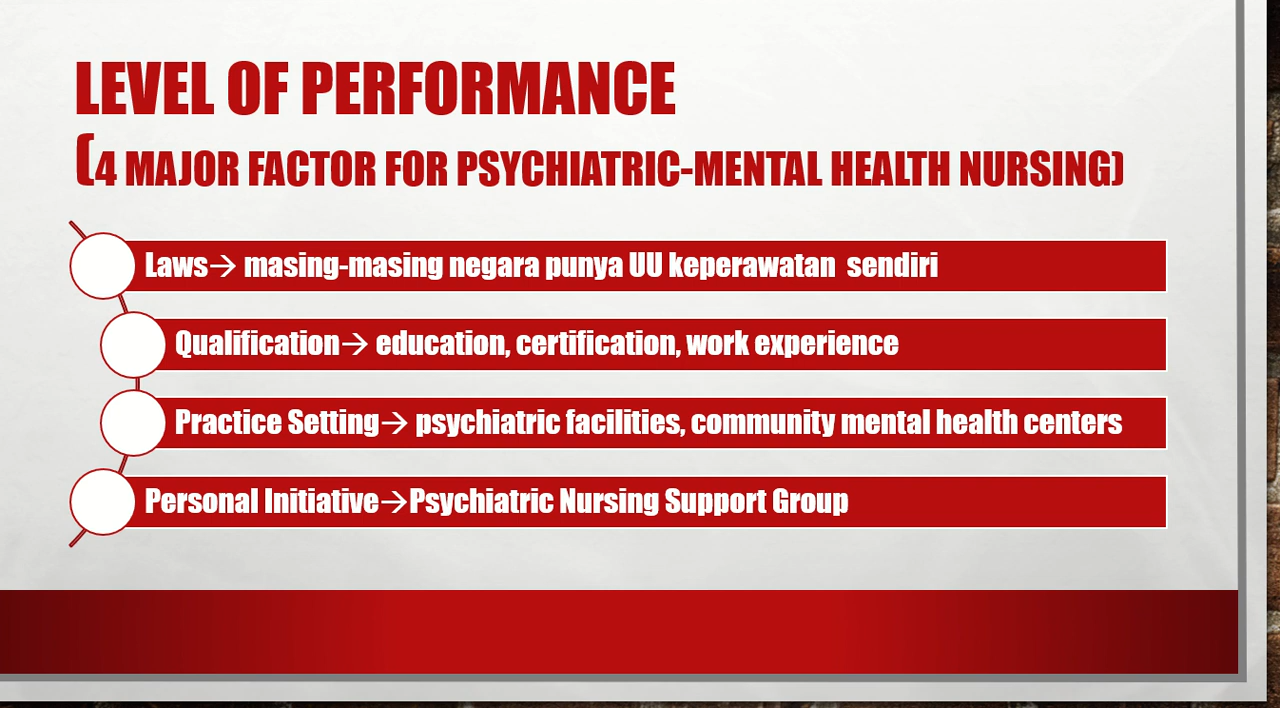 LEVEL OF PERFORMANCE
(4 MAJOR FACTOR FOR PSYCHIATRIC-MENTAL HEALTH NURSING)
Laws→ masing-masing negara punya UU keperawatan  sendiri
Qualification→ education, certification, work experience
Practice Setting→ psychiatric facilities, community mental health centers
Personal Initiative→Psychiatric Nursing Support Group